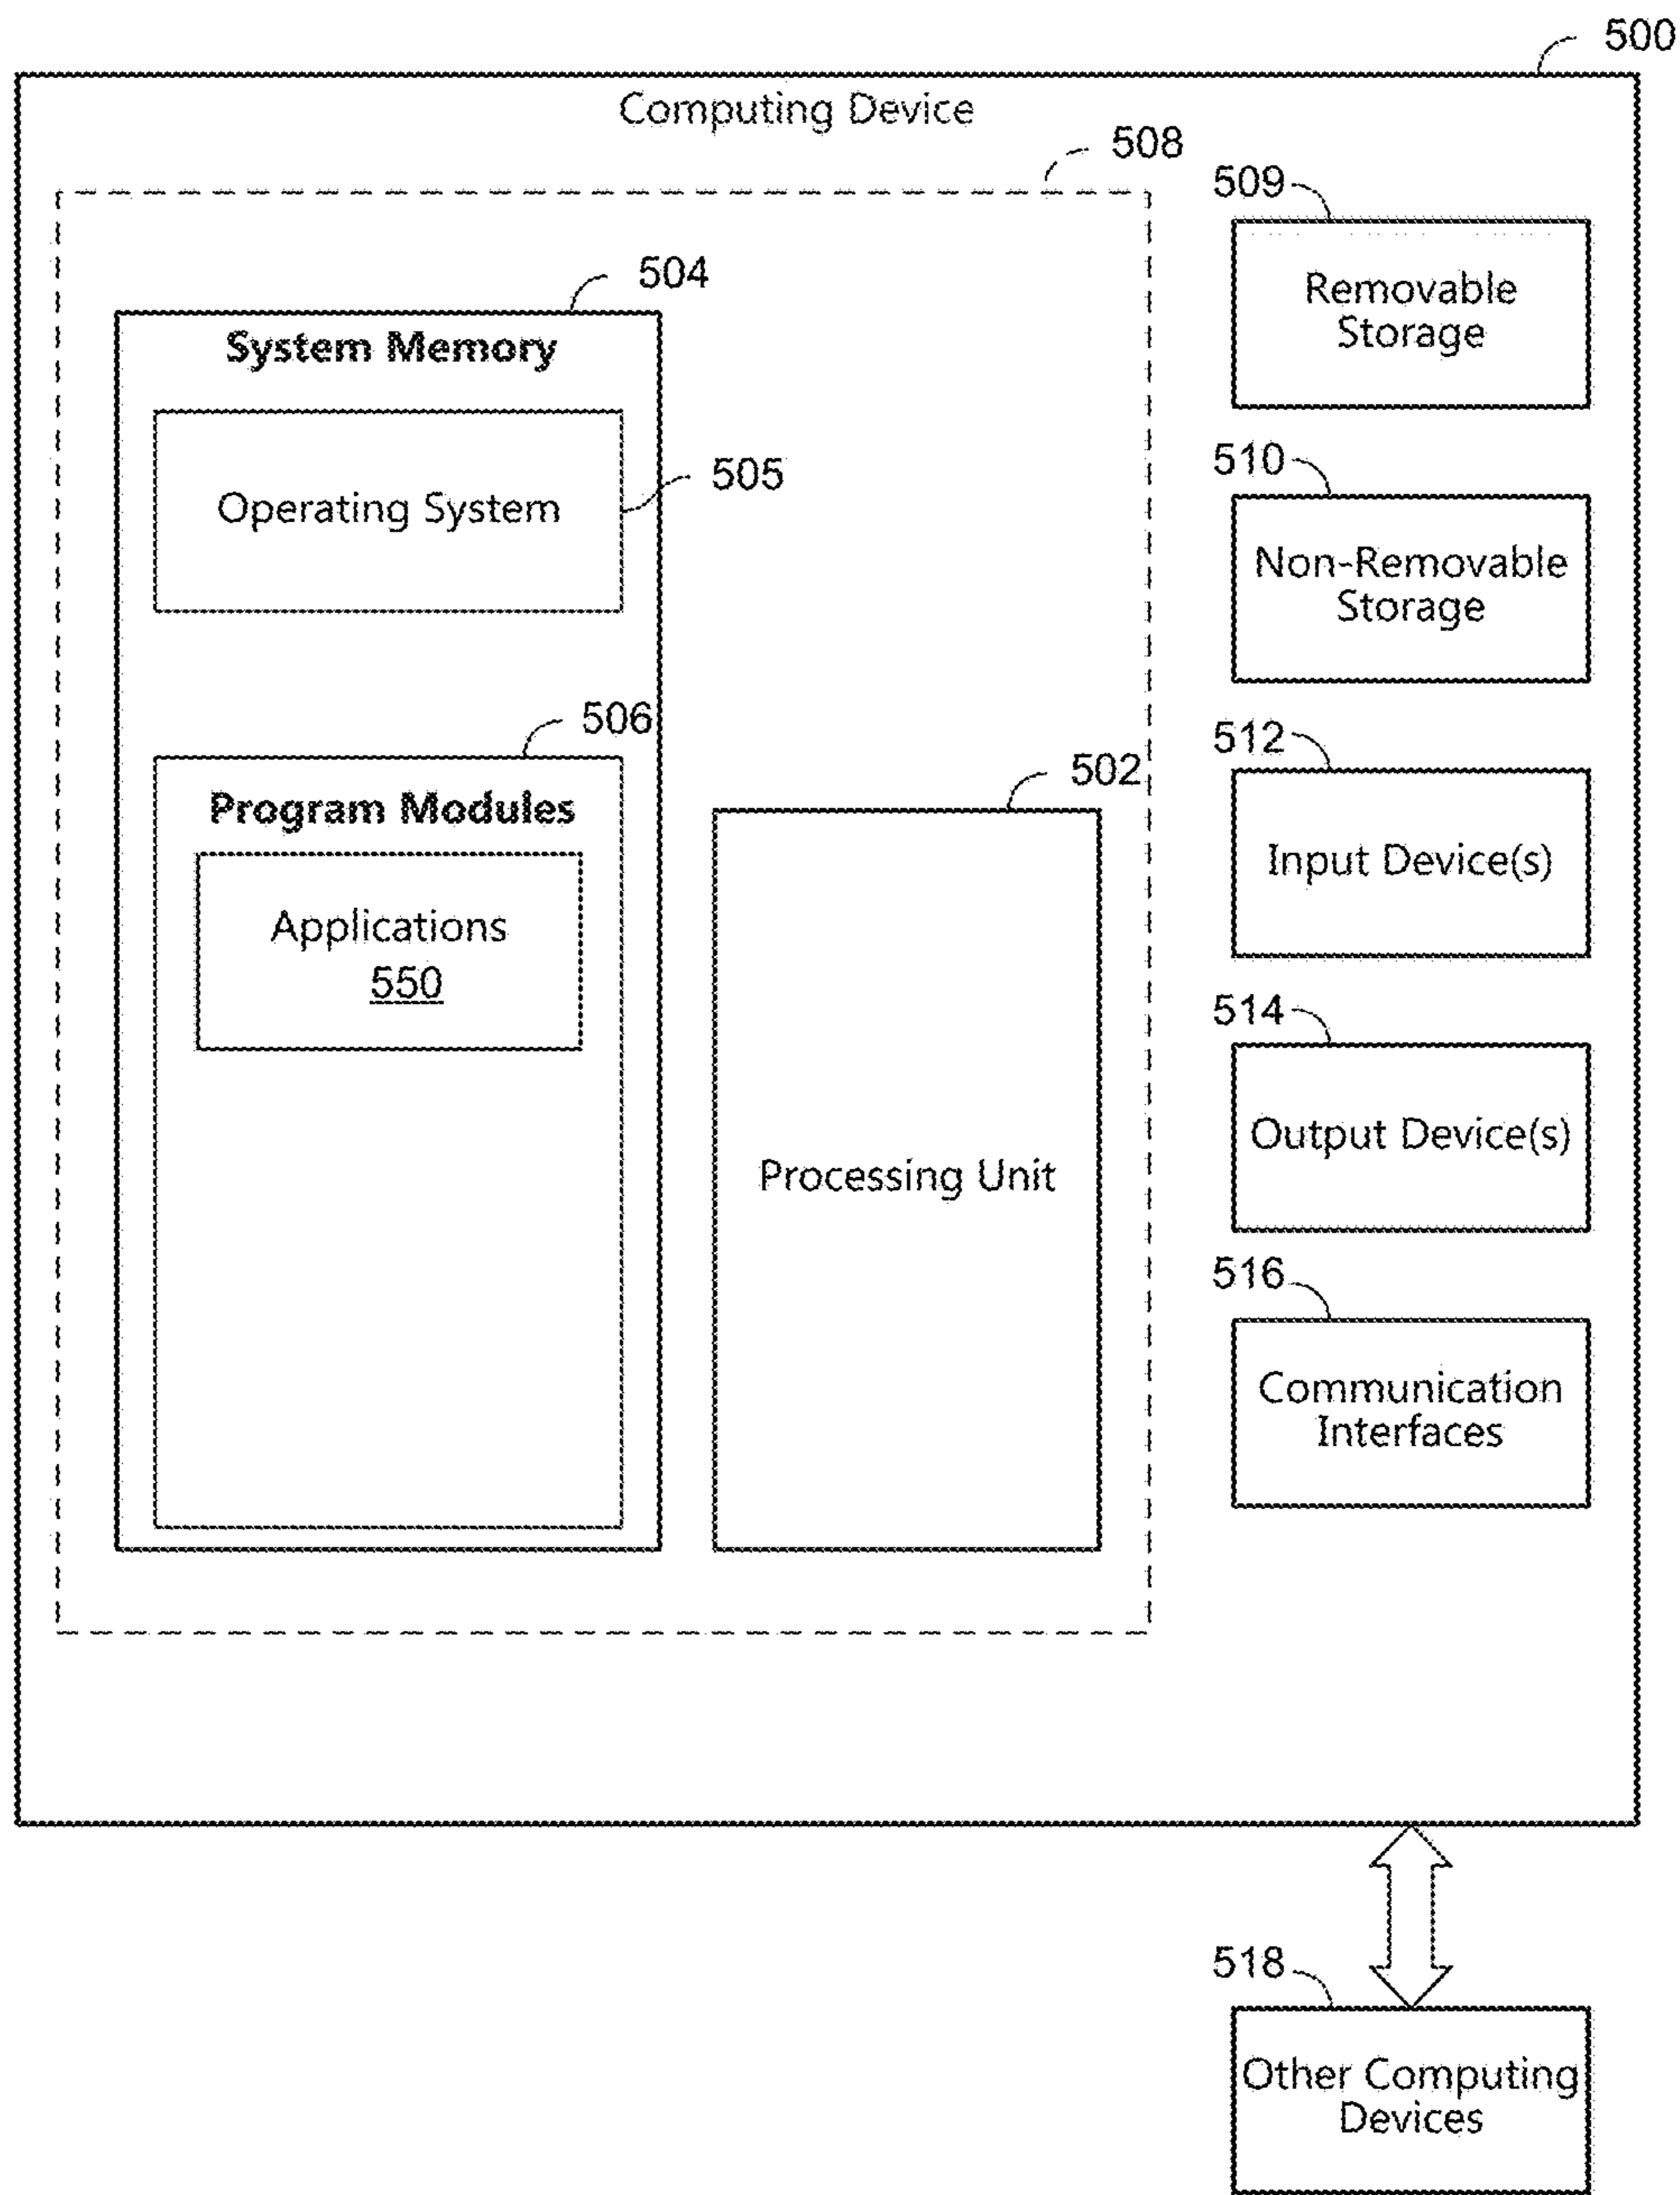 500
Computing Device
508
509
Removable
Storage
504
System Memory
Operating System
505
510
Non-Removable
Storage
506
Program Modules
Applications
550
502
Processing Unit
512
Input Device(s)
514
Output Device(s)
516
Communication
Interfaces
518
Other Computing
Devices